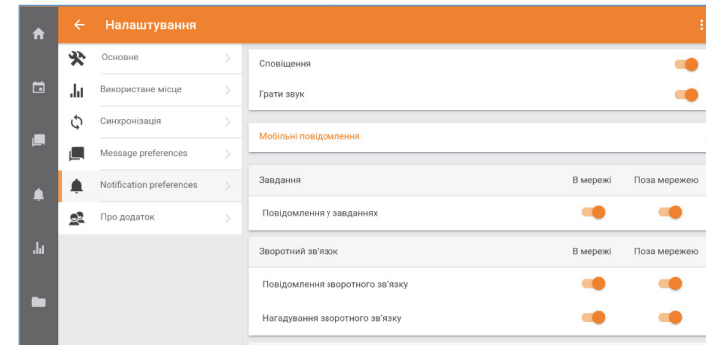 Налаштування
Основне
Використане місце
Синхронізація
Message preferences
Notification preferences
Про додаток
Сповіщення
Грати звук
Мобільні повідомлення
Завдання В мережі Поза мережею
Повідомлення у завданнях
Зворотний зв'язок В мережі Поза мережею
Повідомлення зворотного зв'язку
Нагадування зворотного зв'язку